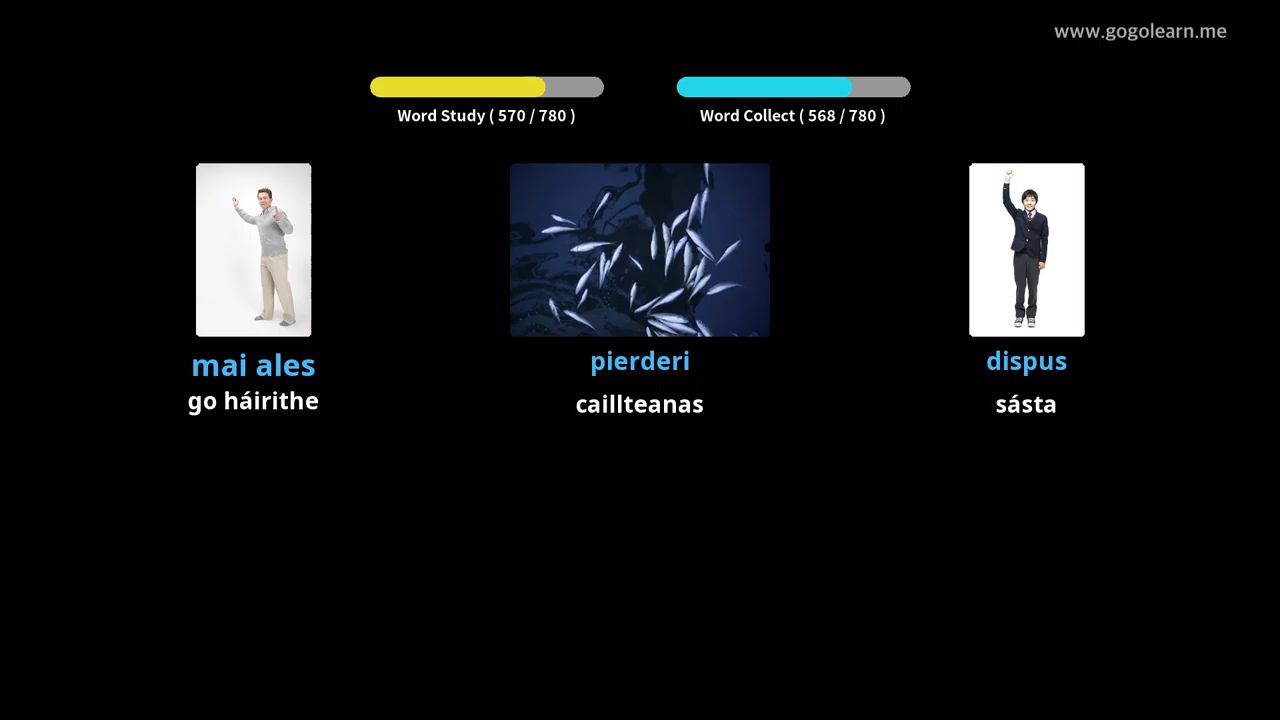 www.gogolearn.me
Word Study ( 570 / 780 )
Word Collect ( 568 / 780 )
mai ales
go háirithe
pierderi
caillteanas
dispus
sásta